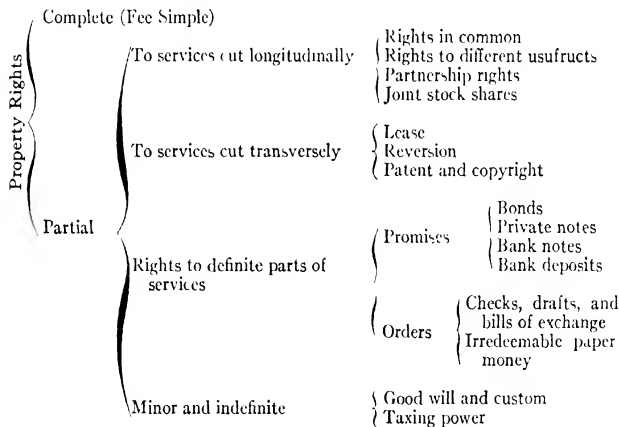 Property Rights
Complete (Fee Simple)
Partial
To services cut longitudinally
Rights in common
Rights to different usufructs
Partnership rights
Joint stock shares
To services cut transversely
Lease
Reversion
Patent and copyright
Rights to definite parts of
services
Promises
Bonds
Private notes
Bank notes
Bank deposits
Orders
Checks, drafts, and
bills of exchange
Irredeemable paper
money
Minor and indefinite
Good will and custom
Taxing power